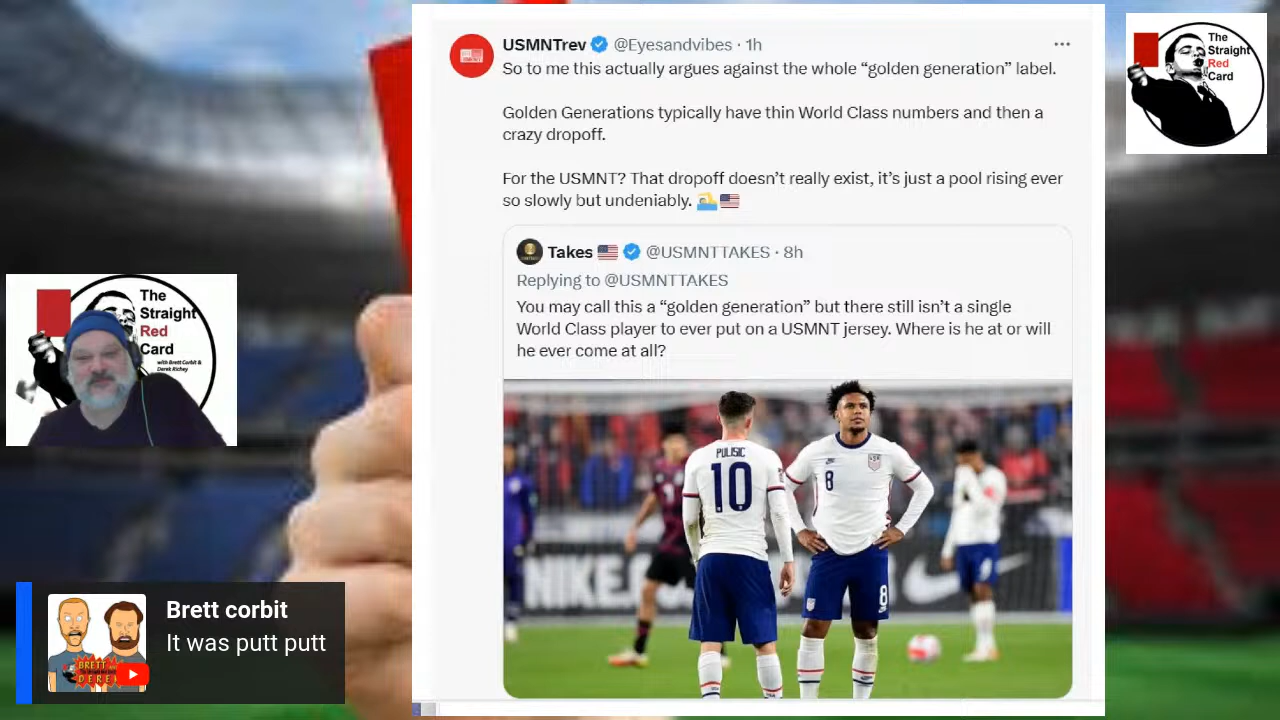 USMNTrev @Eyesandvibes · 1h
So to me this actually argues against the whole “golden generation” label.
Golden Generations typically have thin World Class numbers and then a
crazy dropoff.
For the USMNT? That dropoff doesn’t really exist, it’s just a pool rising ever
so slowly but undeniably.
Takes @USMNTTAKES · 8h
Replying to @USMNTTAKES
You may call this a “golden generation” but there still isn’t a single
World Class player to ever put on a USMNT jersey. Where is he at or will
he ever come at all?
PULISIC
10
8
8
NIKE.CO
The
Straight
Red
Card
The
Straight
Red
Card
with Brett Corbit &
Derek Richey
Brett corbit
It was putt putt
BRETT
DEREK